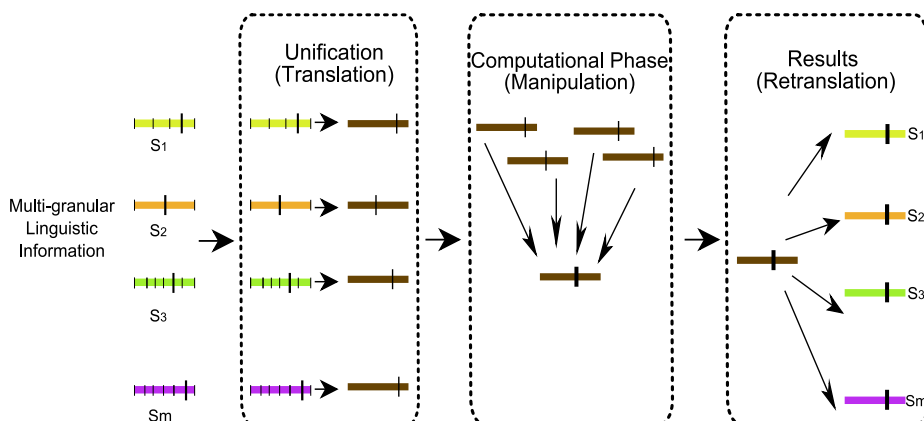 Unification
(Translation)
Computational Phase
(Manipulation)
Results
(Retranslation)
Multi-granular
Linguistic
Information
S1
S2
S3
Sm
S1
S2
S3
Sm